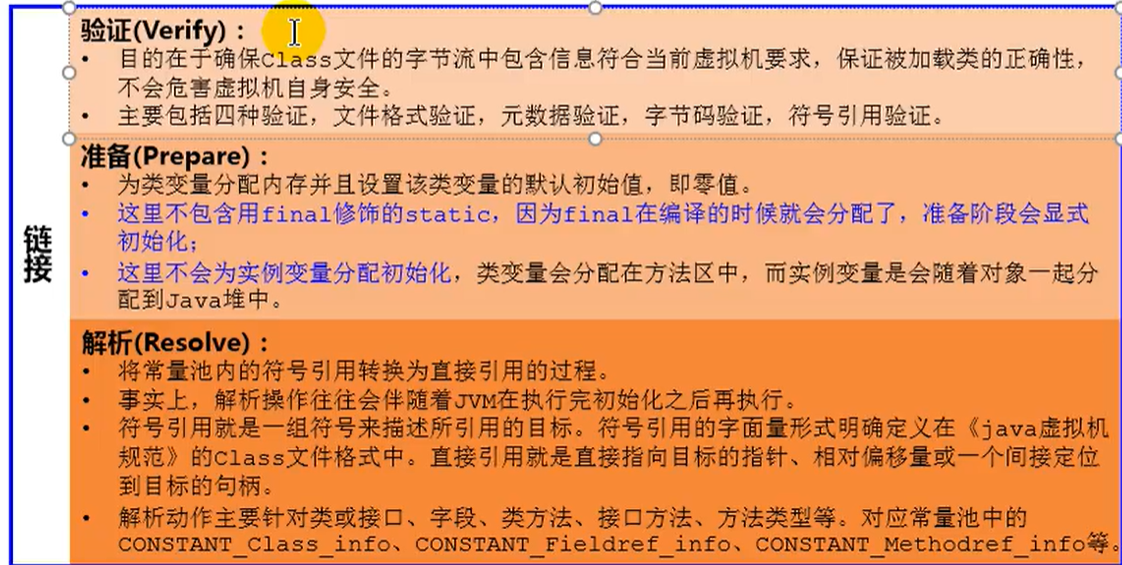 验证(Verify)：
• 目的在于确保Class文件的字节流中包含信息符合当前虚拟机要求，保证被加载类的正确性，
不会危害虚拟机自身安全。
• 主要包括四种验证，文件格式验证，元数据验证，字节码验证，符号引用验证。
准备(Prepare)：
• 为类变量分配内存并且设置该类变量的默认初始值，即零值。
• 这里不包含用final修饰的static，因为final在编译的时候就会分配了，准备阶段会显式
初始化；
• 这里不会为实例变量分配初始化，类变量会分配在方法区中，而实例变量是会随着对象一起分
配到Java堆中。
链接
解析(Resolve)：
• 将常量池内的符号引用转换为直接引用的过程。
• 事实上，解析操作往往会伴随着JVM在执行完初始化之后再执行。
• 符号引用就是一组符号来描述所引用的目标。符号引用的字面量形式明确定义在《java虚拟机
规范》的Class文件格式中。直接引用就是直接指向目标的指针、相对偏移量或一个间接定位
到目标的句柄。
• 解析动作主要针对类或接口、字段、类方法、接口方法、方法类型等。对应常量池中的
CONSTANT_Class_info、CONSTANT_Fieldref_info、CONSTANT_Methodref_info等。